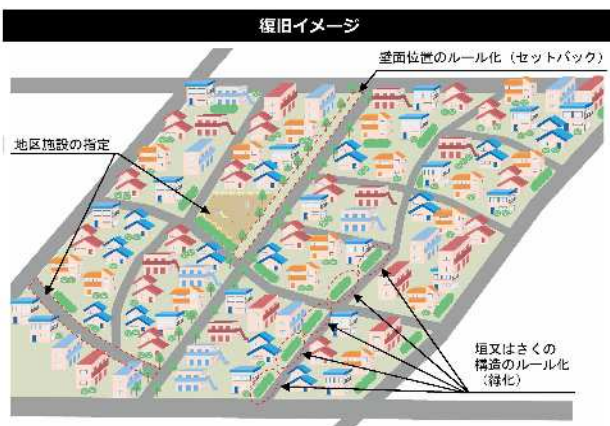 復旧イメージ
壁面位置のルール化（セットバック）
地区施設の指定
垣又はさくの
構造のルール化
（緑化）